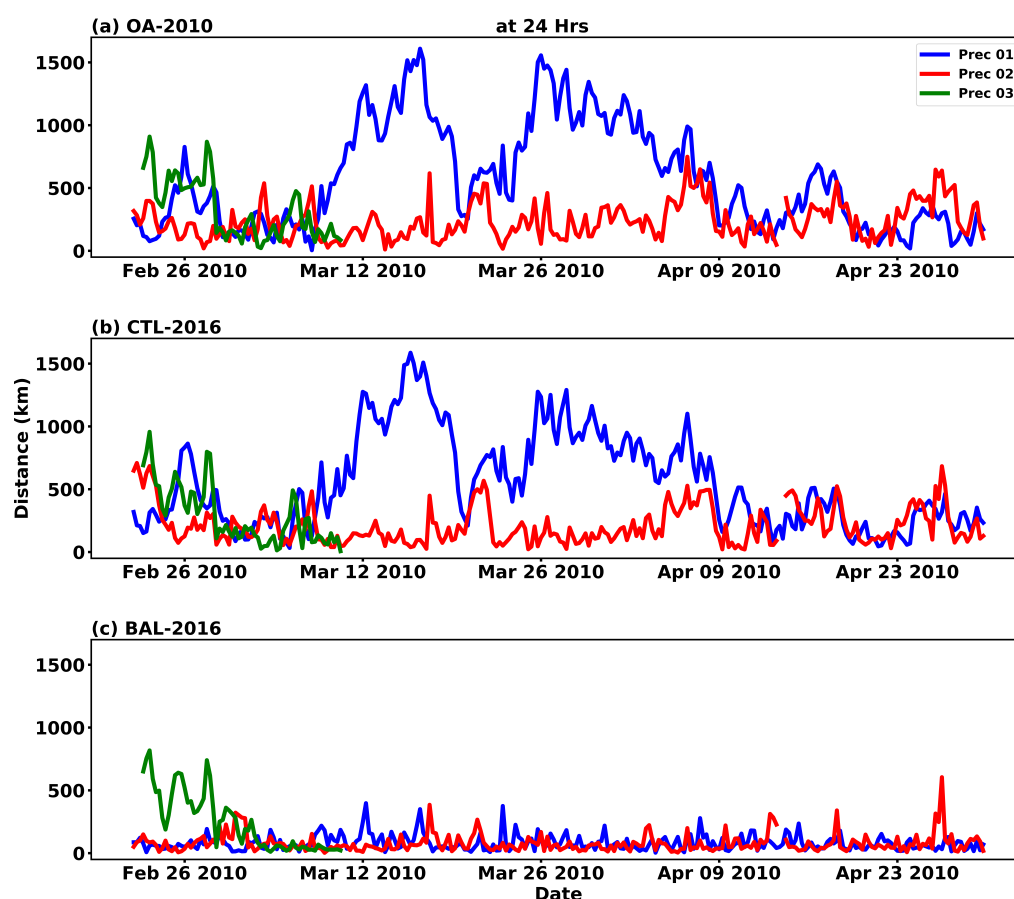 (a) OA-2010 at 24 Hrs
1500
1000
500
0
Prec 01
Prec 02
Prec 03
Feb 26 2010 Mar 12 2010 Mar 26 2010 Apr 09 2010 Apr 23 2010
(b) CTL-2016
Distance (km)
1500
1000
500
0
Feb 26 2010 Mar 12 2010 Mar 26 2010 Apr 09 2010 Apr 23 2010
(c) BAL-2016
1500
1000
500
0
Feb 26 2010 Mar 12 2010 Mar 26 2010 Apr 09 2010 Apr 23 2010
Date